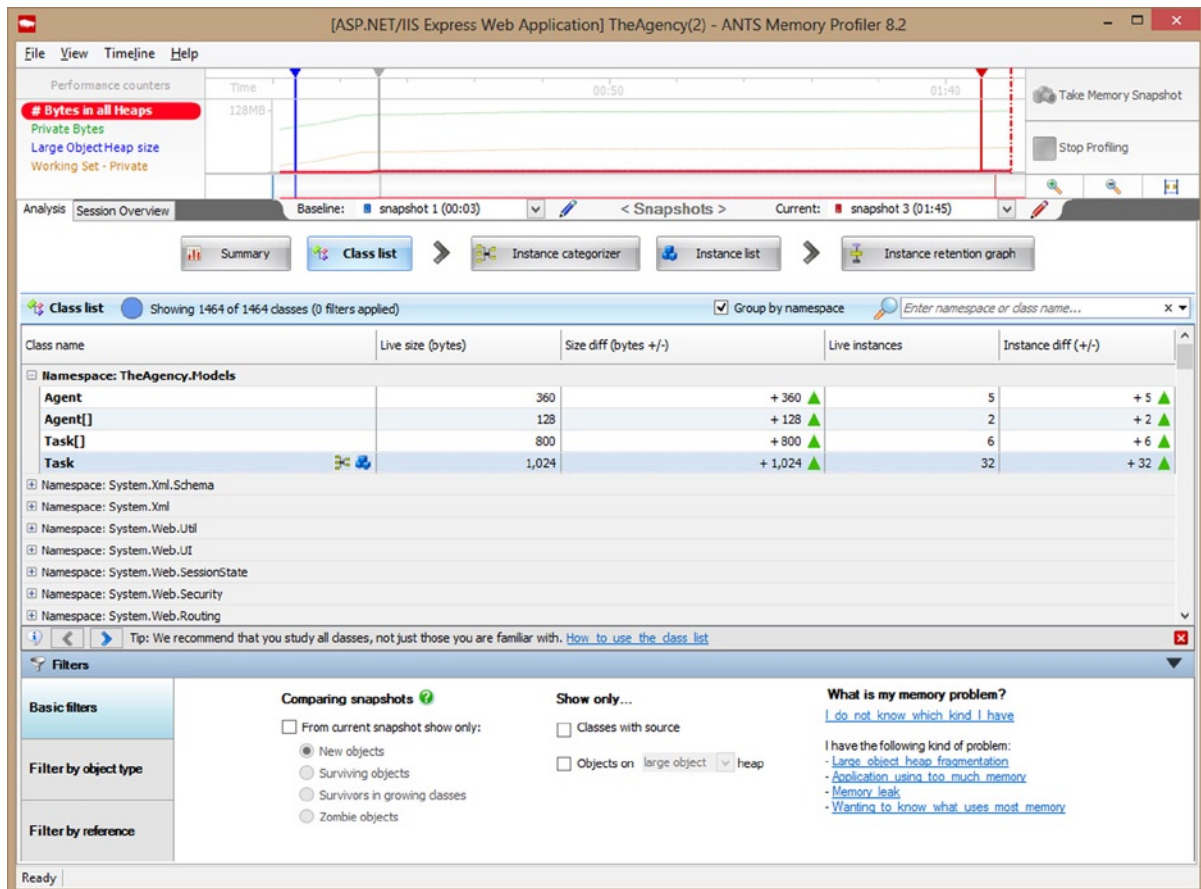 [ASP.NET/IIS Express Web Application] TheAgency(2) - ANTS Memory Profiler 8.2
File View Timeline Help
Performance counters
# Bytes in all Heaps
Private Bytes
Large Object Heap size
Working Set - Private
Time 00:50 01:40
128MB
Take Memory Snapshot
Stop Profiling
Analysis Session Overview Baseline: snapshot 1 (00:03) < Snapshots > Current: snapshot 3 (01:45)
Summary Class list Instance categorizer Instance list Instance retention graph
Class list Showing 1464 of 1464 classes (0 filters applied) Group by namespace Enter namespace or class name... x
Class name Live size (bytes) Size diff (bytes +/-) Live instances Instance diff (+/-)
Namespace: TheAgency.Models
Agent 360 + 360 5 + 5
Agent[] 128 + 128 2 + 2
Task[] 800 + 800 6 + 6
Task 1,024 + 1,024 32 + 32
Namespace: System.Xml.Schema
Namespace: System.Xml
Namespace: System.Web.Util
Namespace: System.Web.UI
Namespace: System.Web.SessionState
Namespace: System.Web.Security
Namespace: System.Web.Routing
Tip: We recommend that you study all classes, not just those you are familiar with. How to use the class list
Filters
Basic filters
Filter by object type
Filter by reference
Comparing snapshots
From current snapshot show only:
New objects
Surviving objects
Survivors in growing classes
Zombie objects
Show only...
Classes with source
Objects on large object heap
What is my memory problem?
I do not know which kind I have
I have the following kind of problem:
- Large object heap fragmentation
- Application using too much memory
- Memory leak
- Wanting to know what uses most memory
Ready